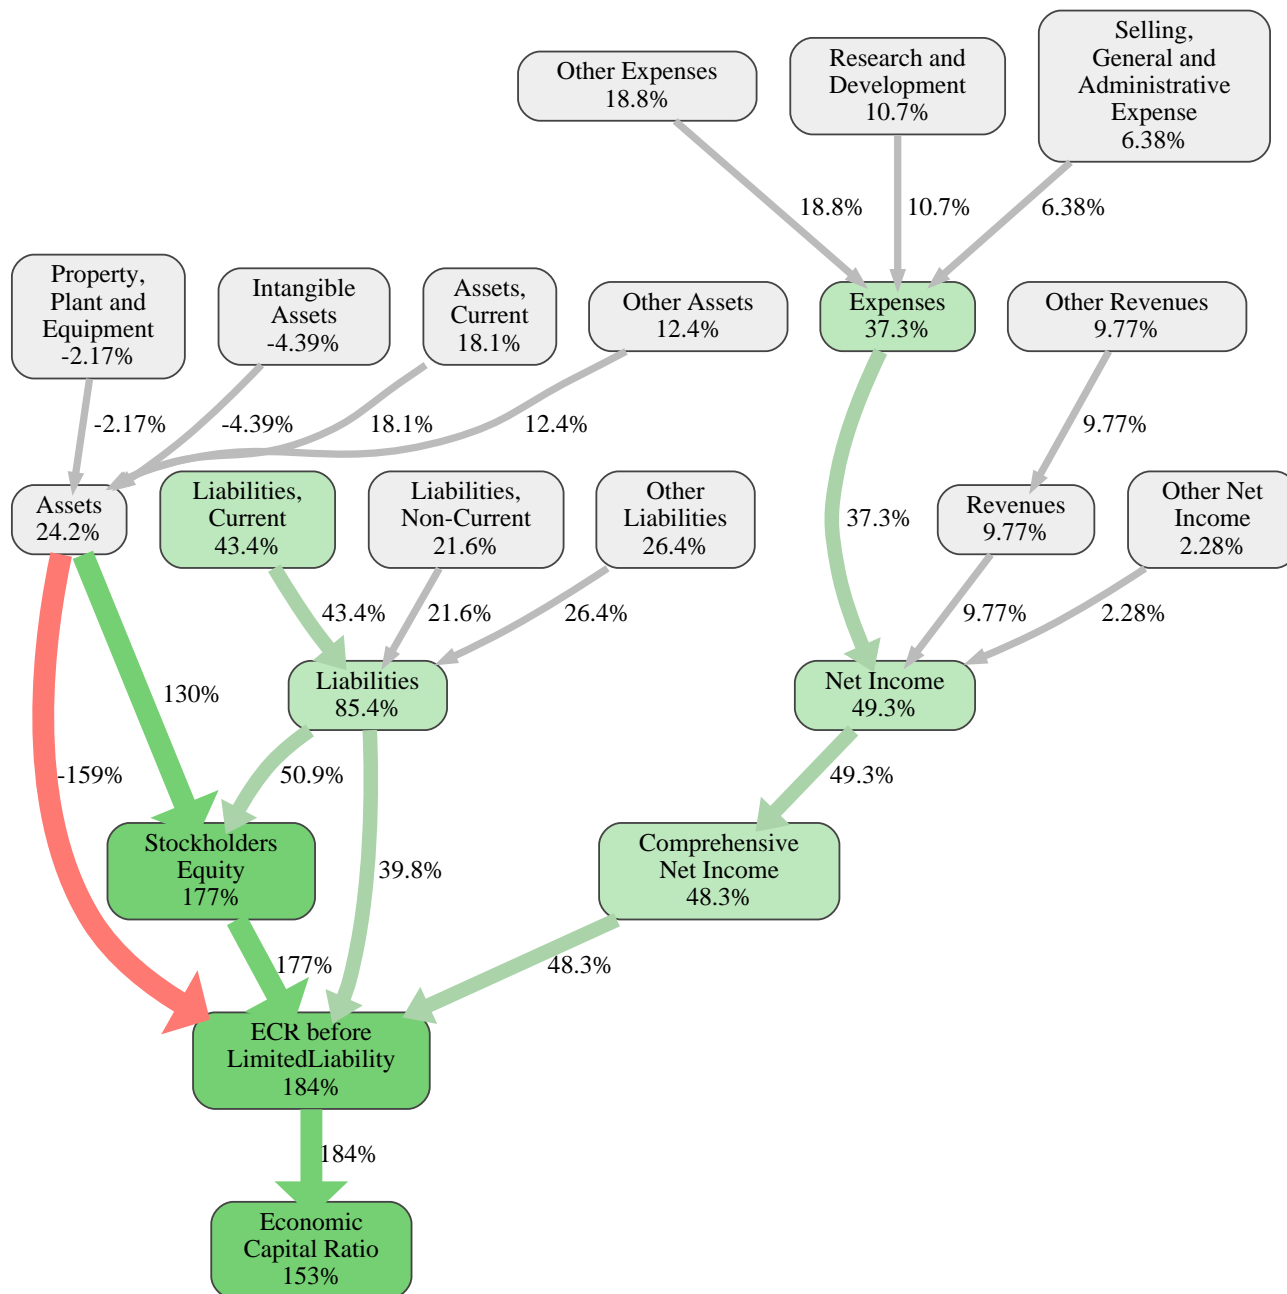 Other Expenses
18.8%
Research and
Development
10.7%
Selling,
General and
Administrative
Expense
6.38%
18.8%
10.7%
6.38%
Property,
Plant and
Equipment
-2.17%
Intangible
Assets
-4.39%
Assets,
Current
18.1%
Other Assets
12.4%
Expenses
37.3%
Other Revenues
9.77%
-2.17%
-4.39%
18.1%
12.4%
9.77%
Assets
24.2%
Liabilities,
Current
43.4%
Liabilities,
Non-Current
21.6%
Other
Liabilities
26.4%
37.3%
Revenues
9.77%
Other Net
Income
2.28%
43.4%
21.6%
26.4%
9.77%
2.28%
130%
Liabilities
85.4%
Net Income
49.3%
-159%
50.9%
49.3%
Stockholders
Equity
177%
39.8%
Comprehensive
Net Income
48.3%
177%
48.3%
ECR before
LimitedLiability
184%
184%
Economic
Capital Ratio
153%